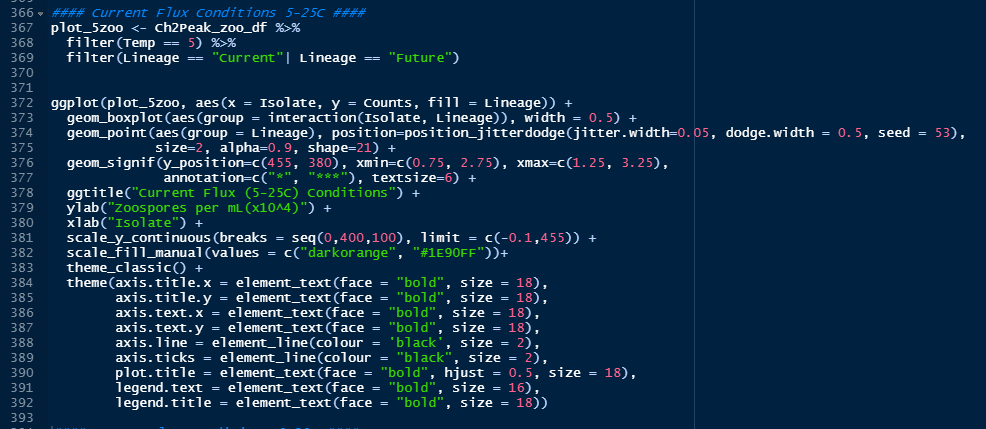 366 #### Current Flux Conditions 5-25C ####
367 plot_5zoo <- Ch2Peak_zoo_df %>%
368   filter(Temp == 5) %>%
369   filter(Lineage == "Current"| Lineage == "Future")
370
371
372 ggplot(plot_5zoo, aes(x = Isolate, y = Counts, fill = Lineage)) +
373   geom_boxplot(aes(group = interaction(Isolate, Lineage)), width = 0.5) +
374   geom_point(aes(group = Lineage), position=position_jitterdodge(jitter.width=0.05, dodge.width = 0.5, seed = 53),
375              size=2, alpha=0.9, shape=21) +
376   geom_signif(y_position=c(455, 380), xmin=c(0.75, 2.75), xmax=c(1.25, 3.25),
377               annotation=c("*", "***"), textsize=6) +
378   ggtitle("Current Flux (5-25C) Conditions") +
379   ylab("Zoospores per mL(x10^4)") +
380   xlab("Isolate") +
381   scale_y_continuous(breaks = seq(0,400,100), limit = c(-0.1,455)) +
382   scale_fill_manual(values = c("darkorange", "#1E90FF"))+
383   theme_classic() +
384   theme(axis.title.x = element_text(face = "bold", size = 18),
385         axis.title.y = element_text(face = "bold", size = 18),
386         axis.text.x = element_text(face = "bold", size = 18),
387         axis.text.y = element_text(face = "bold", size = 18),
388         axis.line = element_line(colour = 'black', size = 2),
389         axis.ticks = element_line(colour = "black", size = 2),
390         plot.title = element_text(face = "bold", hjust = 0.5, size = 18),
391         legend.text = element_text(face = "bold", size = 16),
392         legend.title = element_text(face = "bold", size = 18))
393